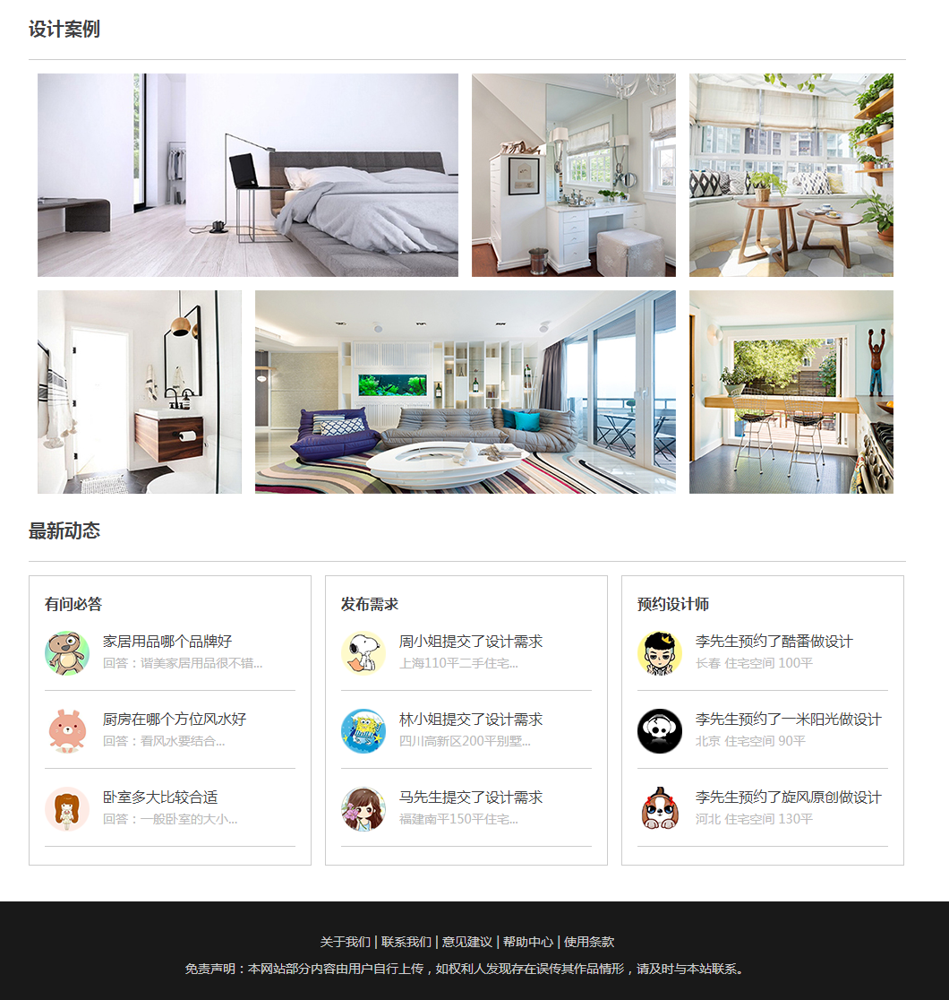 设计案例
最新动态
有问必答
家居用品哪个品牌好
回答：谐美家居用品很不错...
厨房在哪个方位风水好
回答：看风水要结合...
卧室多大比较合适
回答：一般卧室的大小...
发布需求
周小姐提交了设计需求
上海110平二手住宅...
林小姐提交了设计需求
四川高新区200平别墅...
马先生提交了设计需求
福建南平150平住宅...
预约设计师
李先生预约了酷番做设计
长春 住宅空间 100平
李先生预约了一米阳光做设计
北京 住宅空间 90平
李先生预约了旋风原创做设计
河北 住宅空间 130平
关于我们 | 联系我们 | 意见建议 | 帮助中心 | 使用条款
免责声明：本网站部分内容由用户自行上传，如权利人发现存在误传其作品情形，请及时与本站联系。